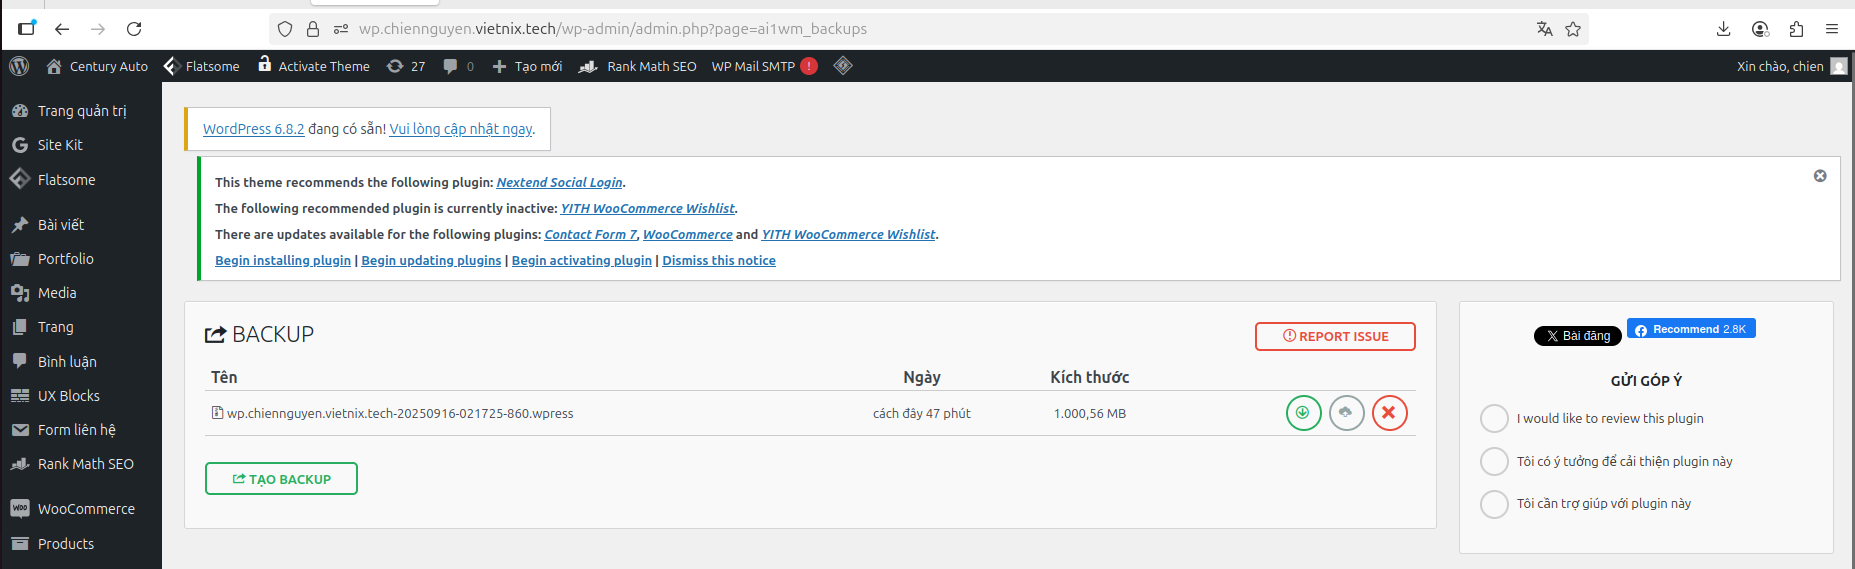 wp.chiennguyen.vietnix.tech/wp-admin/admin.php?page=ai1wm_backups
Century Auto Flatsome Activate Theme 27 0 Tạo mới Rank Math SEO WP Mail SMTP ! Xin chào, chien
Trang quản trị
Site Kit
Flatsome
Bài viết
Portfolio
Media
Trang
Bình luận
UX Blocks
Form liên hệ
Rank Math SEO
WooCommerce
Products
WordPress 6.8.2 đang có sẵn! Vui lòng cập nhật ngay.
This theme recommends the following plugin: Nextend Social Login.
The following recommended plugin is currently inactive: YITH WooCommerce Wishlist.
There are updates available for the following plugins: Contact Form 7, WooCommerce and YITH WooCommerce Wishlist.
Begin installing plugin | Begin updating plugins | Begin activating plugin | Dismiss this notice
BACKUP
REPORT ISSUE
Tên Ngày Kích thước
wp.chiennguyen.vietnix.tech-20250916-021725-860.wpress cách đây 47 phút 1.000,56 MB
TẠO BACKUP
X Bài đăng Recommend 2.8K
GỬI GÓP Ý
I would like to review this plugin
Tôi có ý tưởng để cải thiện plugin này
Tôi cần trợ giúp với plugin này